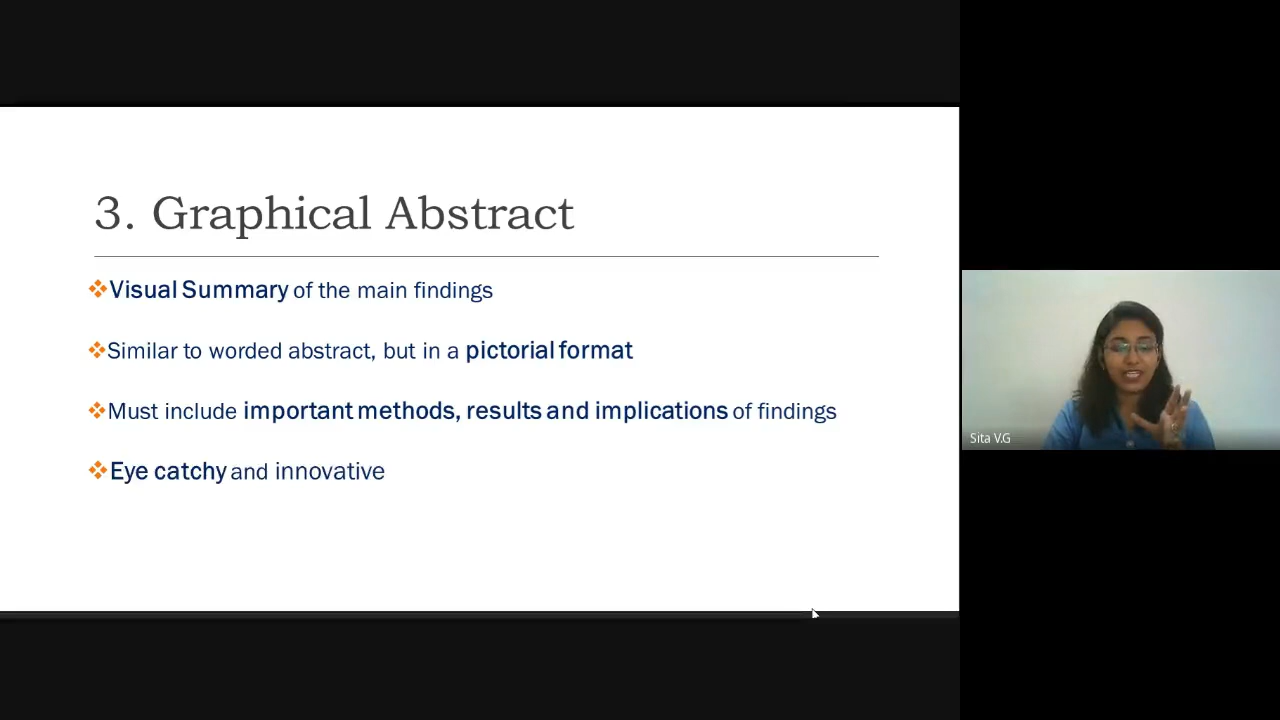 3. Graphical Abstract
Visual Summary of the main findings
Similar to worded abstract, but in a pictorial format
Must include important methods, results and implications of findings
Eye catchy and innovative
Sita V.G